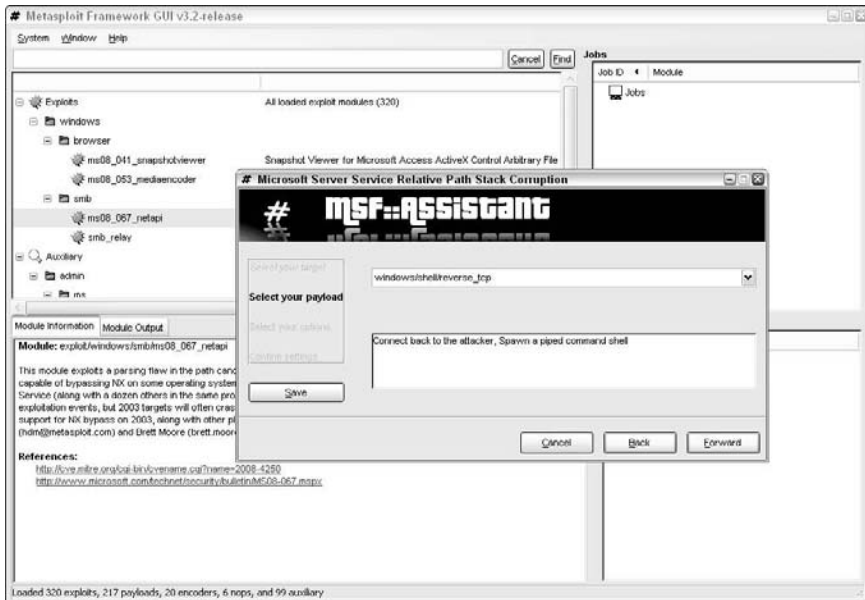 # Metasploit Framework GUI v3.2-release
System Window Help
Cancel Find
Jobs
Job ID Module
Jobs
Exploits All loaded exploit modules (320)
windows
browser
ms08_041_snapshotviewer Snapshot Viewer for Microsoft Access ActiveX Control Arbitrary File
ms08_053_mediaencoder
smb
ms08_067_netapi
smb_relay
Auxiliary
admin
ms
# Microsoft Server Service Relative Path Stack Corruption
# MSF::Assistant
Select your target
Select your payload
Select your options
Confirm settings
Save
windows/shell/reverse_tcp
Connect back to the attacker, Spawn a piped command shell
Cancel Back Forward
Module Information Module Output
Module: exploit/windows/smb/ms08_067_netapi
This module exploits a parsing flaw in the path cano
capable of bypassing NX on some operating system
Service (along with a dozen others in the same pro
exploitation events, but 2003 targets will often cras
support for NX bypass on 2003, along with other pl
(hdm@metasploit.com) and Brett Moore (brett.moor
References:
http://cve.mitre.org/cgi-bin/cvename.cgi?name=2008-4250
http://www.microsoft.com/technet/security/bulletin/MS08-067.mspx
Loaded 320 exploits, 217 payloads, 20 encoders, 6 nops, and 99 auxiliary